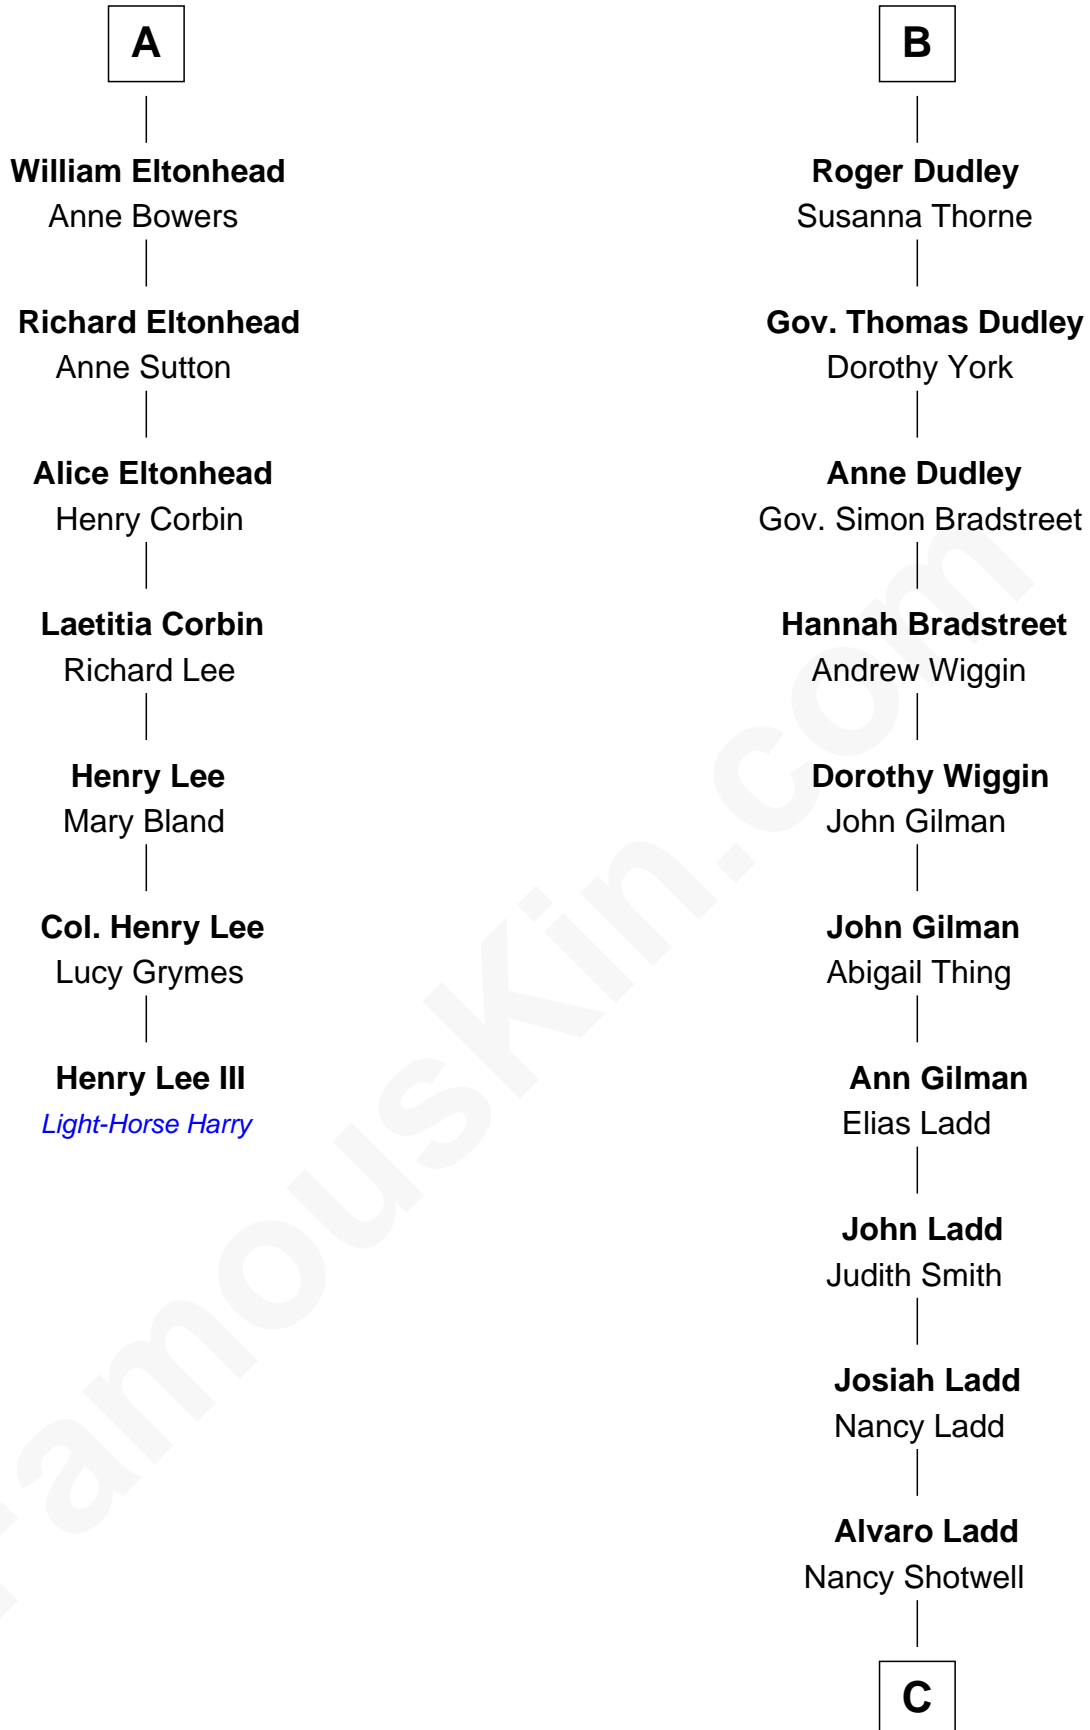 A
William Eltonhead
Anne Bowers
Richard Eltonhead
Anne Sutton
Alice Eltonhead
Henry Corbin
Laetitia Corbin
Richard Lee
Henry Lee
Mary Bland
Col. Henry Lee
Lucy Grymes
Henry Lee III
Light-Horse Harry
B
Roger Dudley
Susanna Thorne
Gov. Thomas Dudley
Dorothy York
Anne Dudley
Gov. Simon Bradstreet
Hannah Bradstreet
Andrew Wiggin
Dorothy Wiggin
John Gilman
John Gilman
Abigail Thing
Ann Gilman
Elias Ladd
John Ladd
Judith Smith
Josiah Ladd
Nancy Ladd
Alvaro Ladd
Nancy Shotwell
C
FamousKin.com